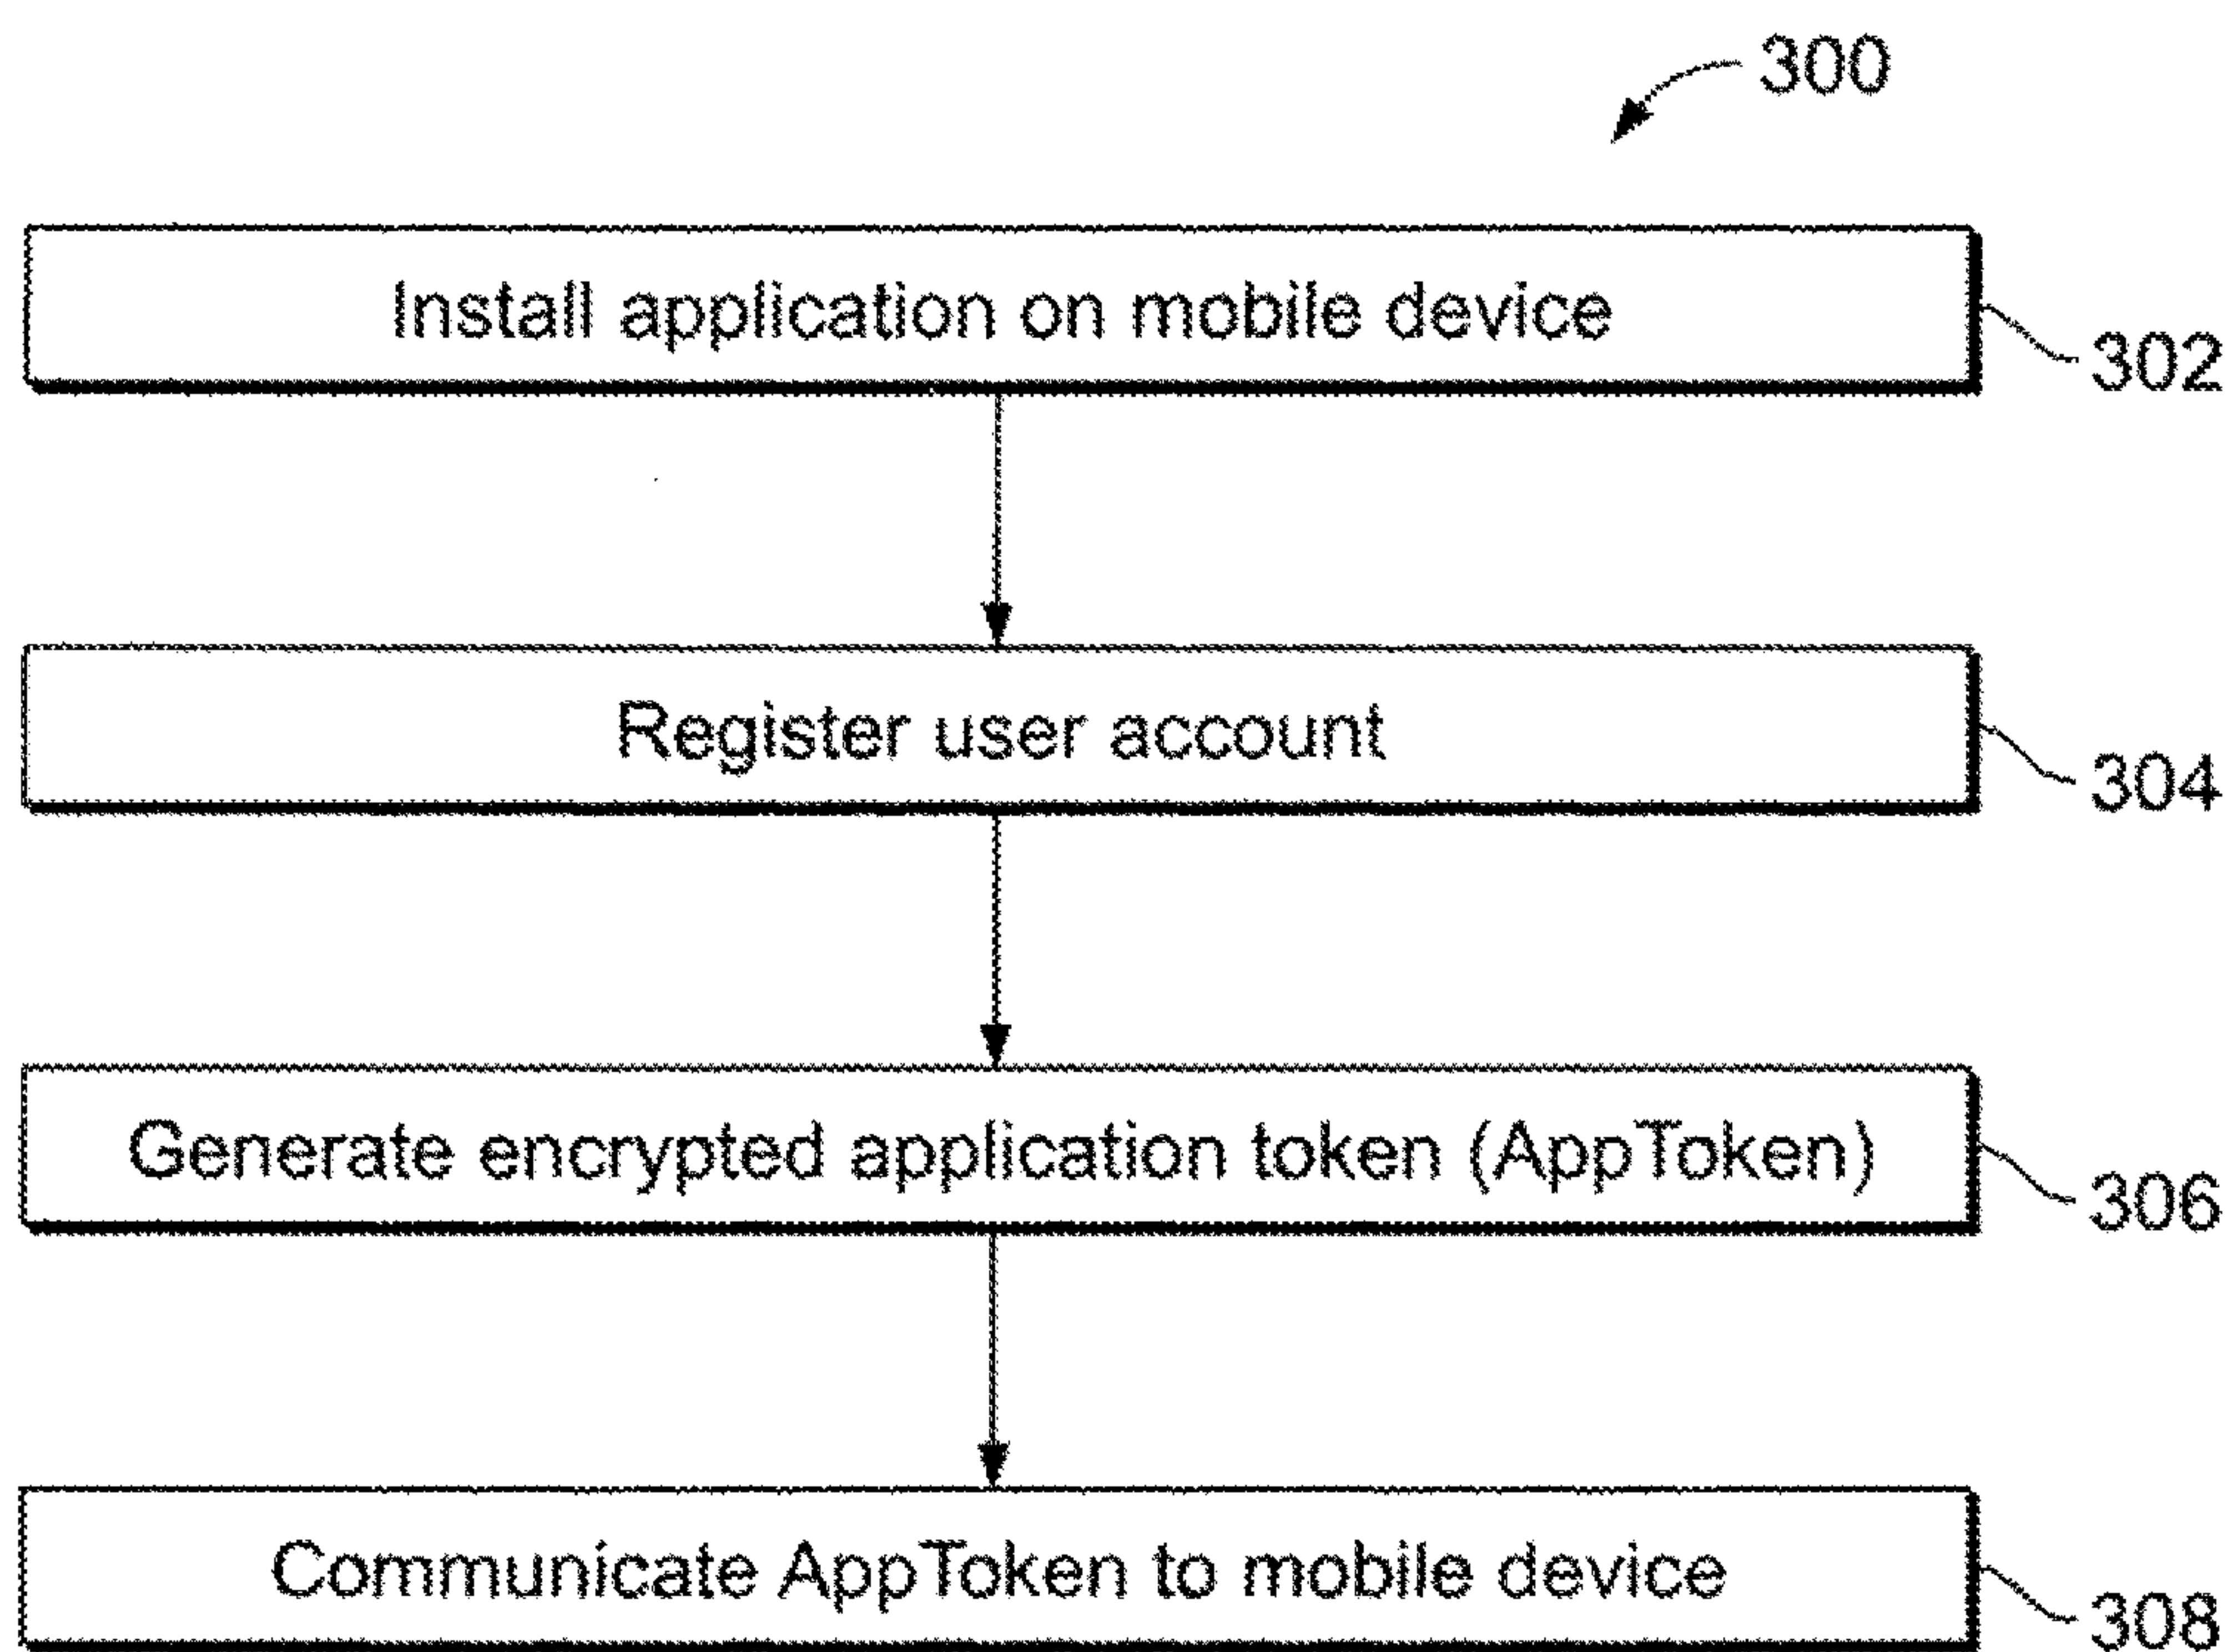 300
Install application on mobile device
302
Register user account
304
Generate encrypted application token (AppToken)
306
Communicate AppToken to mobile device
308